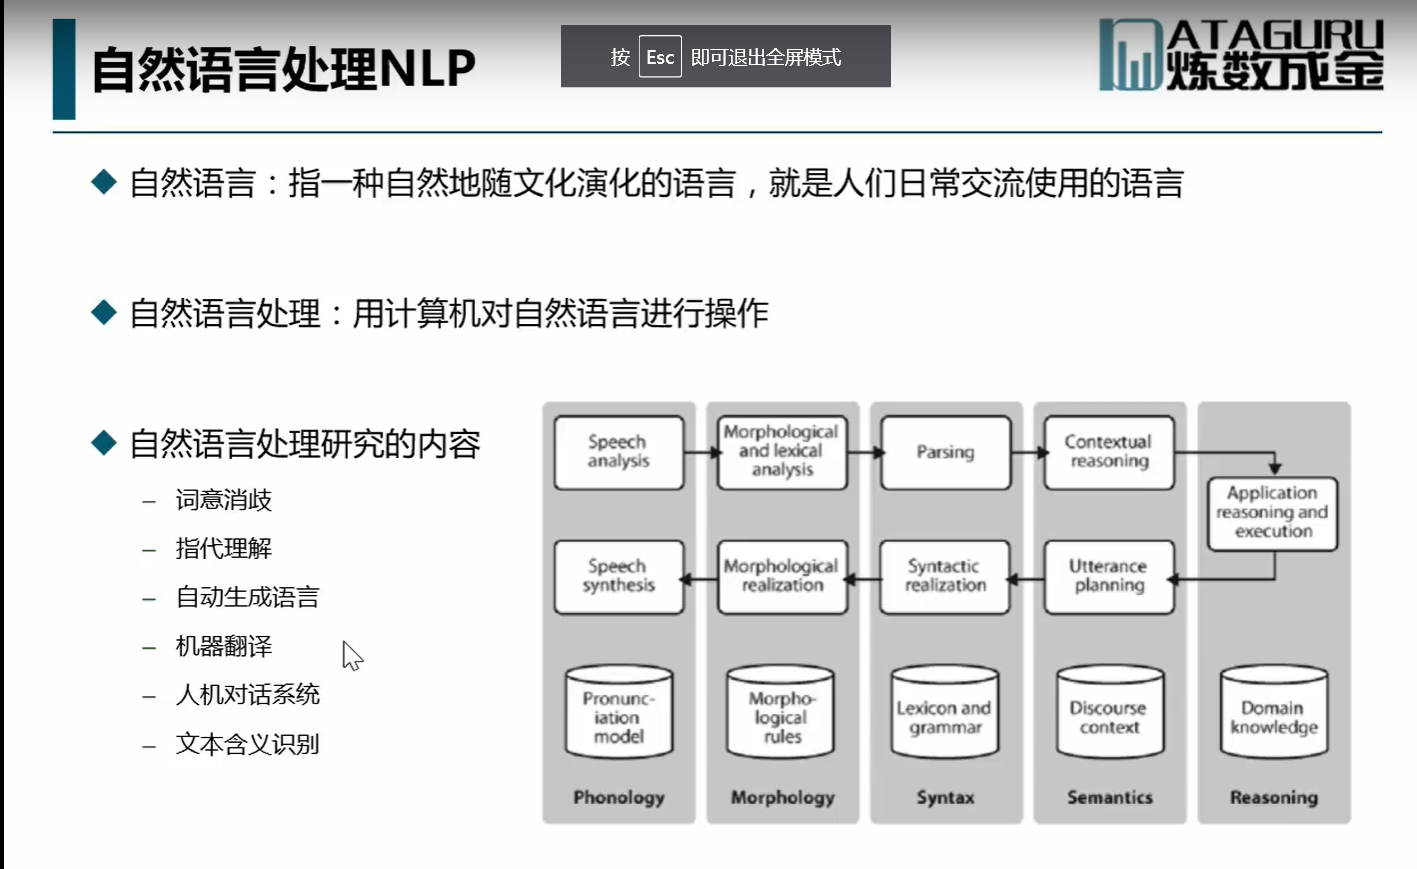 自然语言处理NLP
按 Esc 即可退出全屏模式
DATAGURU
炼数成金
◆ 自然语言：指一种自然地随文化演化的语言，就是人们日常交流使用的语言
◆ 自然语言处理：用计算机对自然语言进行操作
◆ 自然语言处理研究的内容
– 词意消歧
– 指代理解
– 自动生成语言
– 机器翻译
– 人机对话系统
– 文本含义识别
Speech
analysis
Morphological
and lexical
analysis
Parsing
Contextual
reasoning
Application
reasoning and
execution
Speech
synthesis
Morphological
realization
Syntactic
realization
Utterance
planning
Pronunc-
iation
model
Morpho-
logical
rules
Lexicon and
grammar
Discourse
context
Domain
knowledge
Phonology
Morphology
Syntax
Semantics
Reasoning